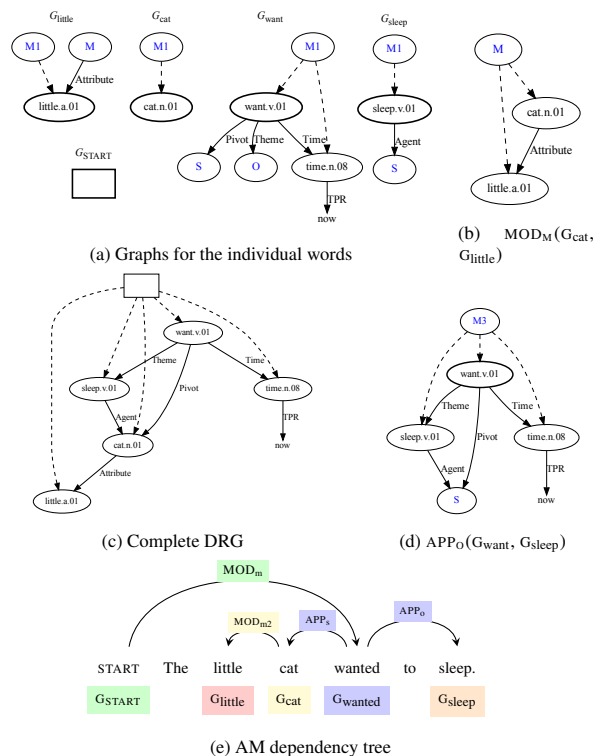 G_little G_cat G_want G_sleep
M1 M M1 M1 M1 M
Attribute
little.a.01 cat.n.01 want.v.01 sleep.v.01 cat.n.01
Pivot Theme Time Agent Attribute
G_START S O time.n.08 S little.a.01
TPR
now
(a) Graphs for the individual words
(b) MOD_M(G_cat,
G_little)
want.v.01
Theme Time
sleep.v.01 Pivot time.n.08
Agent TPR
cat.n.01 now
Attribute
little.a.01
(c) Complete DRG
M3
want.v.01
Theme Time
sleep.v.01 Pivot time.n.08
Agent TPR
S now
(d) APP_O(G_want, G_sleep)
MOD_m
MOD_m2 APP_s APP_o
START The little cat wanted to sleep.
G_START G_little G_cat G_wanted G_sleep
(e) AM dependency tree